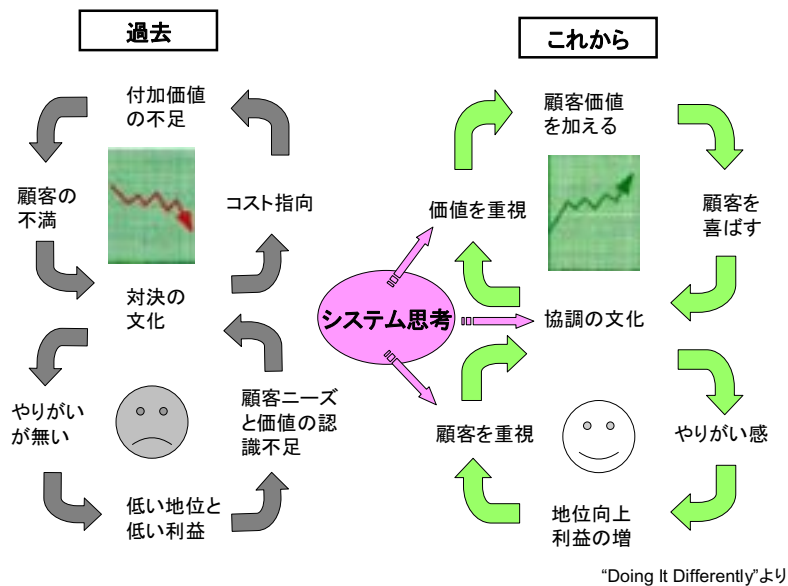 過去
付加価値
の不足
顧客の
不満
コスト指向
対決の
文化
やりがい
が無い
顧客ニーズ
と価値の認
識不足
低い地位と
低い利益
システム思考
これから
顧客価値
を加える
価値を重視
顧客を
喜ばす
協調の文化
顧客を重視
やりがい感
地位向上
利益の増
“Doing It Differently”より